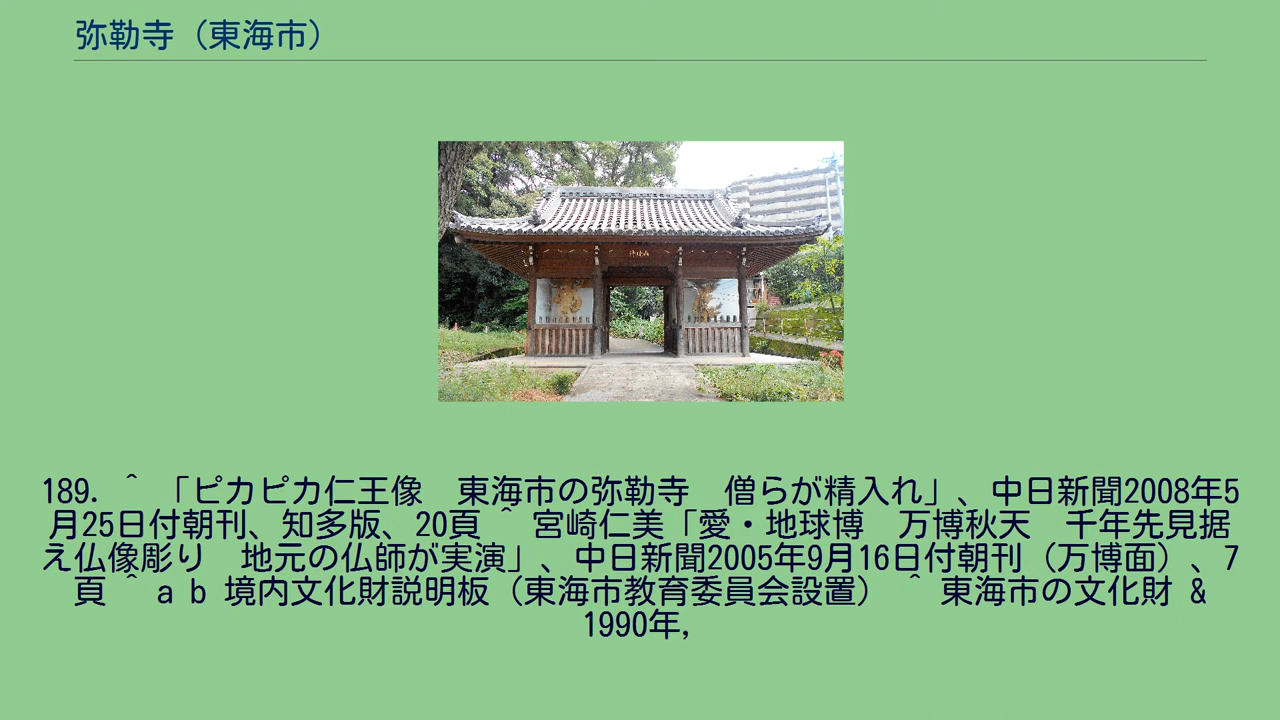 弥勒寺（東海市）
189. ^ 「ピカピカ仁王像　東海市の弥勒寺　僧らが精入れ」、中日新聞2008年5
月25日付朝刊、知多版、20頁 ^ 宮崎仁美「愛・地球博　万博秋天　千年先見据
え仏像彫り　地元の仏師が実演」、中日新聞2005年9月16日付朝刊（万博面）、7
頁 ^ a b 境内文化財説明板（東海市教育委員会設置） ^ 東海市の文化財 &
1990年,